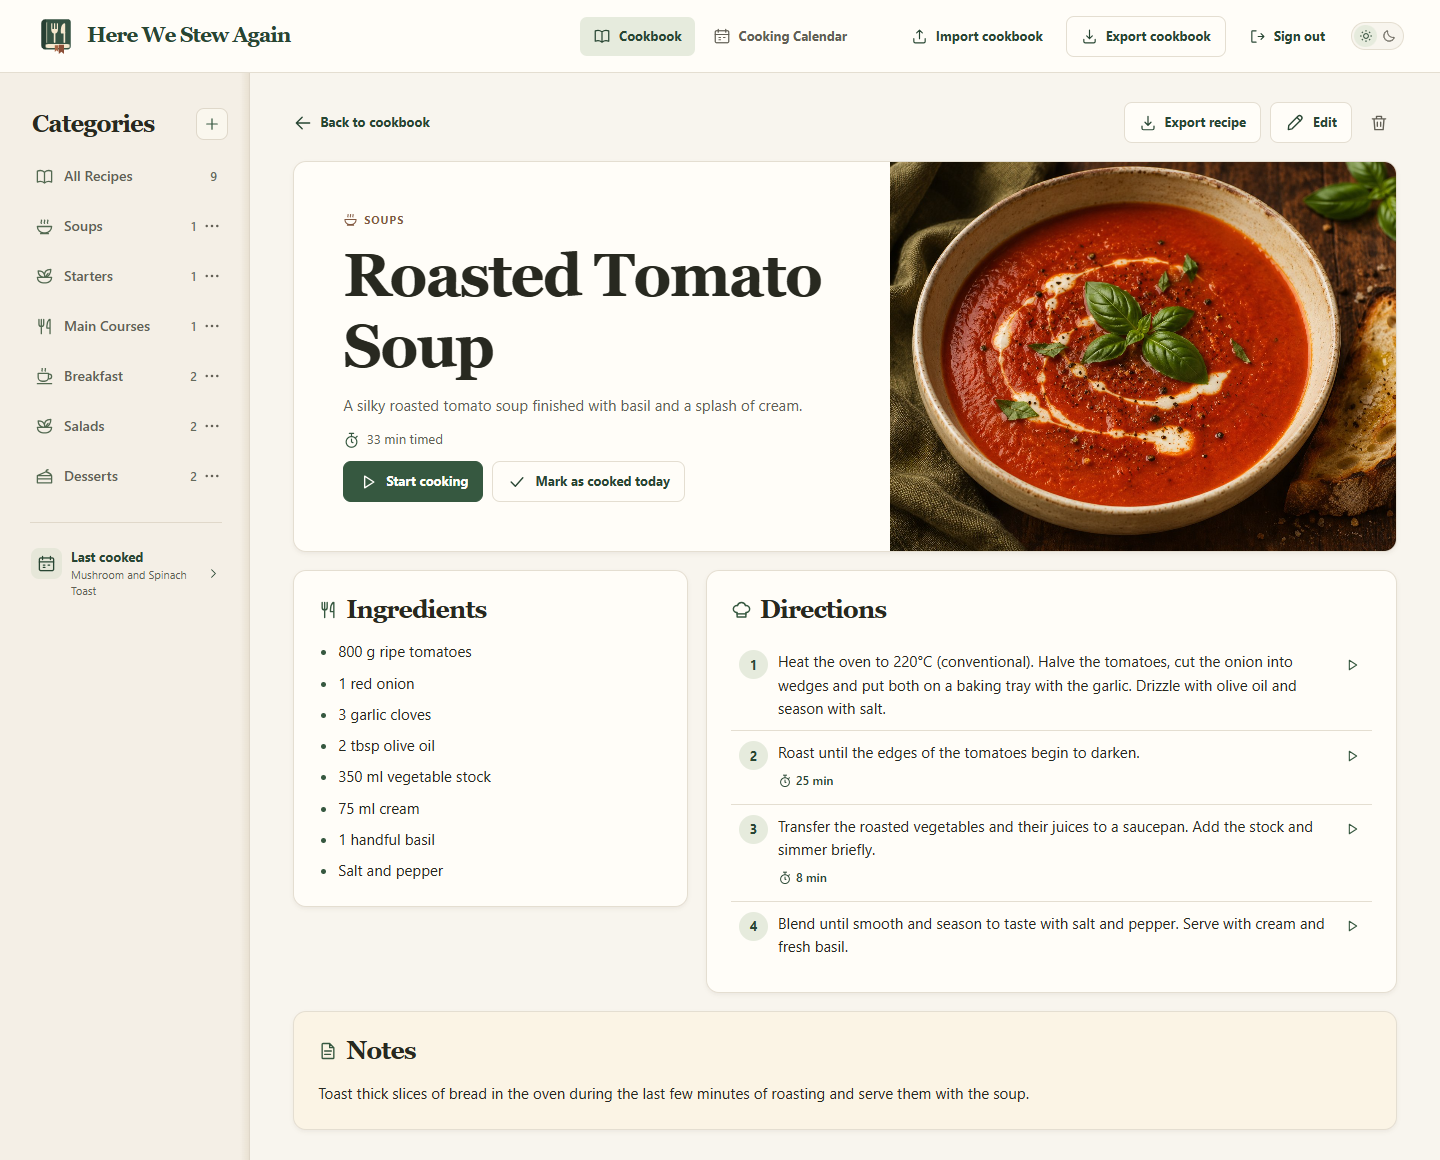 Here We Stew Again
Cookbook
Cooking Calendar
Import cookbook
Export cookbook
Sign out
Categories
All Recipes 9
Soups 1
Starters 1
Main Courses 1
Breakfast 2
Salads 2
Desserts 2
Last cooked
Mushroom and Spinach
Toast
Back to cookbook
Export recipe
Edit
SOUPS
Roasted Tomato
Soup
A silky roasted tomato soup finished with basil and a splash of cream.
33 min timed
Start cooking
Mark as cooked today
Ingredients
800 g ripe tomatoes
1 red onion
3 garlic cloves
2 tbsp olive oil
350 ml vegetable stock
75 ml cream
1 handful basil
Salt and pepper
Directions
1 Heat the oven to 220°C (conventional). Halve the tomatoes, cut the onion into
wedges and put both on a baking tray with the garlic. Drizzle with olive oil and
season with salt.
2 Roast until the edges of the tomatoes begin to darken.
25 min
3 Transfer the roasted vegetables and their juices to a saucepan. Add the stock and
simmer briefly.
8 min
4 Blend until smooth and season to taste with salt and pepper. Serve with cream and
fresh basil.
Notes
Toast thick slices of bread in the oven during the last few minutes of roasting and serve them with the soup.